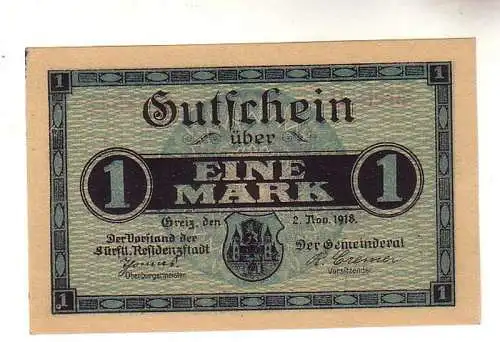 1 1
Gutschein
über
1 EINE 1
MARK
Greiz, den 2. Nov. 1918.
Der Vorstand der Der Gemeinderat
Fürstl. Residenzstadt
R. Cremer
Oberbürgermeister Vorsitzender
1 1